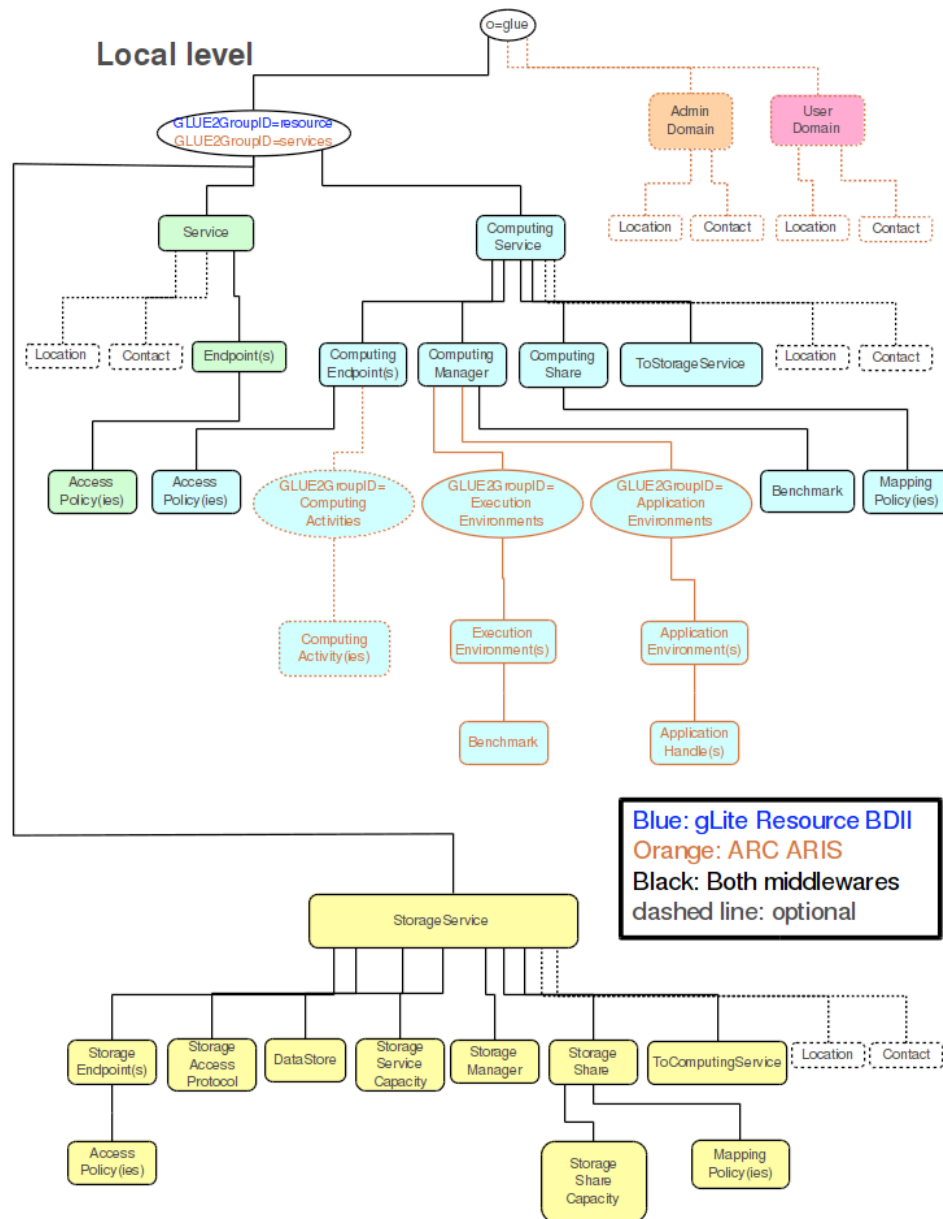 o=glue
Local level
GLUE2GroupID=resource
GLUE2GroupID=services
Admin
Domain
User
Domain
Location
Contact
Location
Contact
Service
Computing
Service
Location
Contact
Endpoint(s)
Computing
Endpoint(s)
Computing
Manager
Computing
Share
ToStorageService
Location
Contact
Access
Policy(ies)
Access
Policy(ies)
GLUE2GroupID=
Computing
Activities
GLUE2GroupID=
Execution
Environments
GLUE2GroupID=
Application
Environments
Benchmark
Mapping
Policy(ies)
Computing
Activity(ies)
Execution
Environment(s)
Application
Environment(s)
Benchmark
Application
Handle(s)
Blue: gLite Resource BDII
Orange: ARC ARIS
Black: Both middlewares
dashed line: optional
StorageService
Storage
Endpoint(s)
Storage
Access
Protocol
DataStore
Storage
Service
Capacity
Storage
Manager
Storage
Share
ToComputingService
Location
Contact
Access
Policy(ies)
Storage
Share
Capacity
Mapping
Policy(ies)